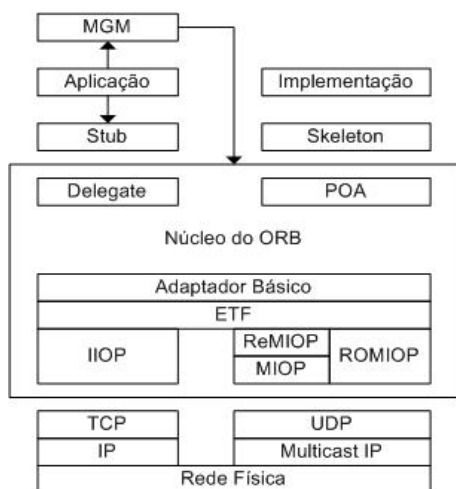 MGM
Aplicação
Implementação
Stub
Skeleton
Delegate
POA
Núcleo do ORB
Adaptador Básico
ETF
IIOP
ReMIOP
ROMIOP
MIOP
TCP
UDP
IP
Multicast IP
Rede Física